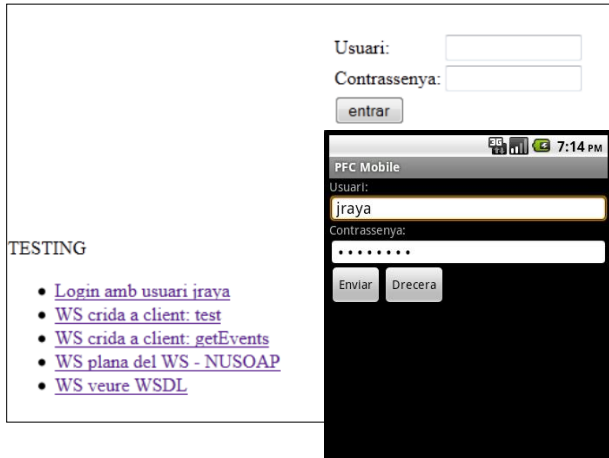 Usuari:
Contrassenya:
entrar
3G 7:14 PM
PFC Mobile
Usuari:
jraya
Contrassenya:
••••••••
Enviar Drecera
TESTING
• Login amb usuari jraya
• WS crida a client: test
• WS crida a client: getEvents
• WS plana del WS - NUSOAP
• WS veure WSDL